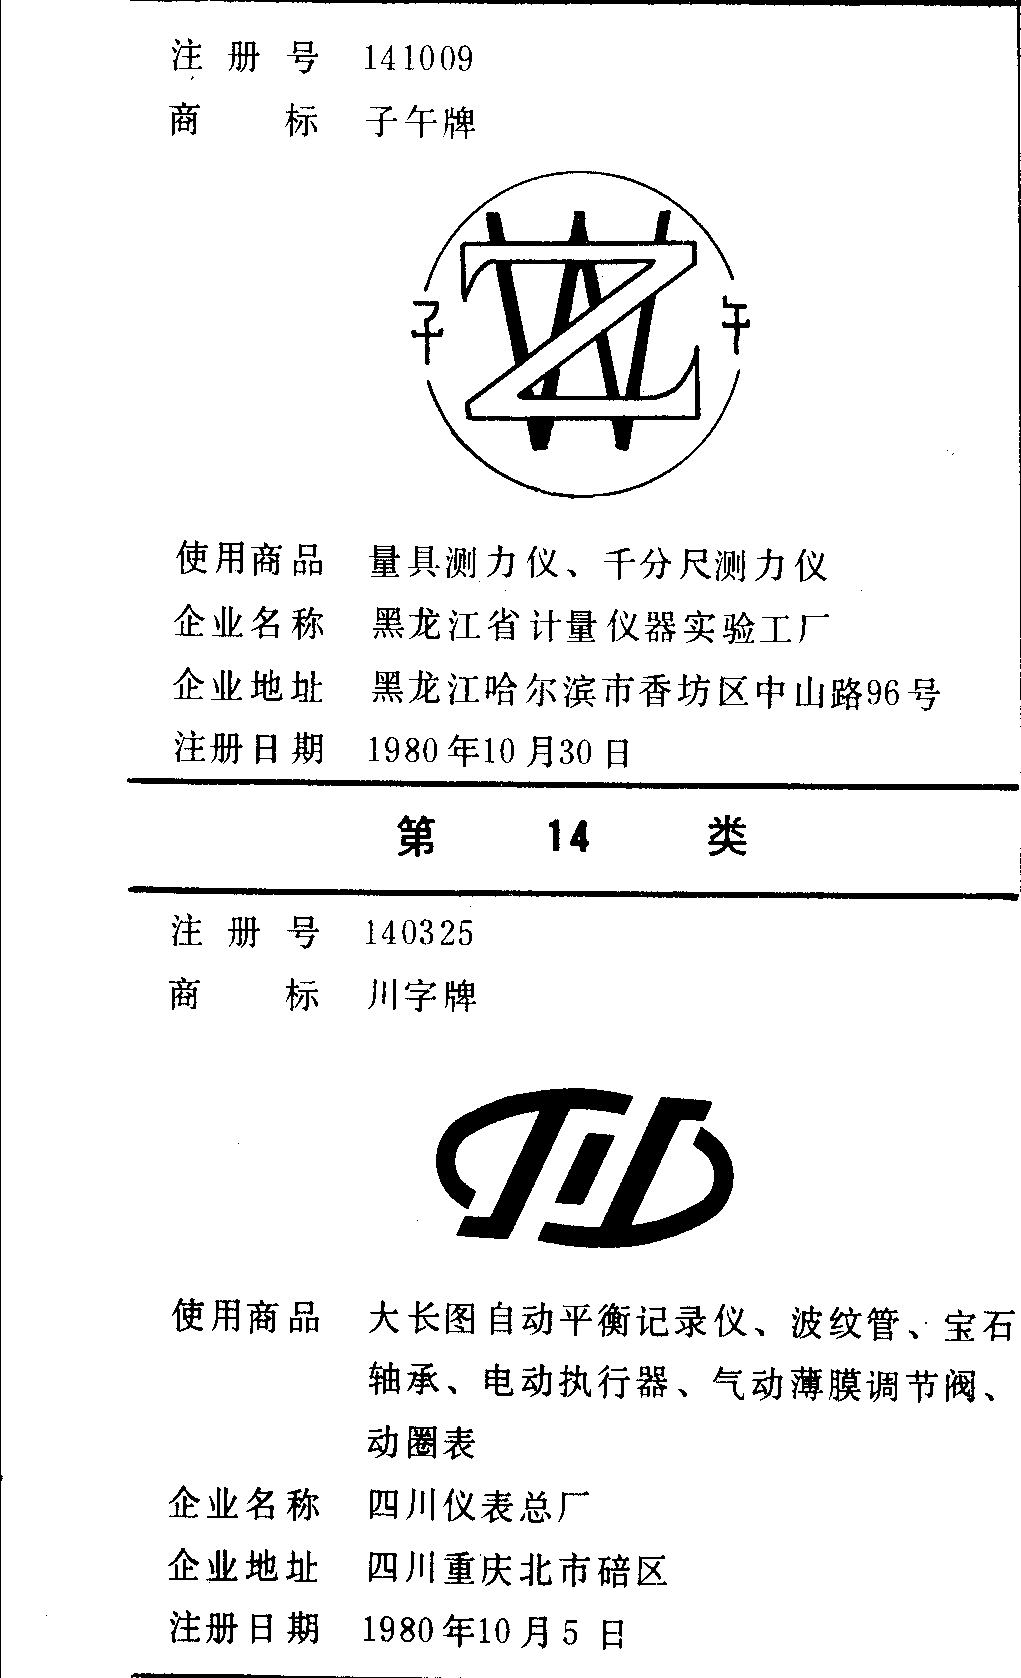 注册号 141009
商标 子午牌
子 ZW 午
使用商品 量具测力仪、千分尺测力仪
企业名称 黑龙江省计量仪器实验工厂
企业地址 黑龙江哈尔滨市香坊区中山路96号
注册日期 1980年10月30日
第14类
注册号 140325
商标 川字牌
使用商品 大长图自动平衡记录仪、波纹管、宝石
轴承、电动执行器、气动薄膜调节阀、
动圈表
企业名称 四川仪表总厂
企业地址 四川重庆北市碚区
注册日期 1980年10月5日